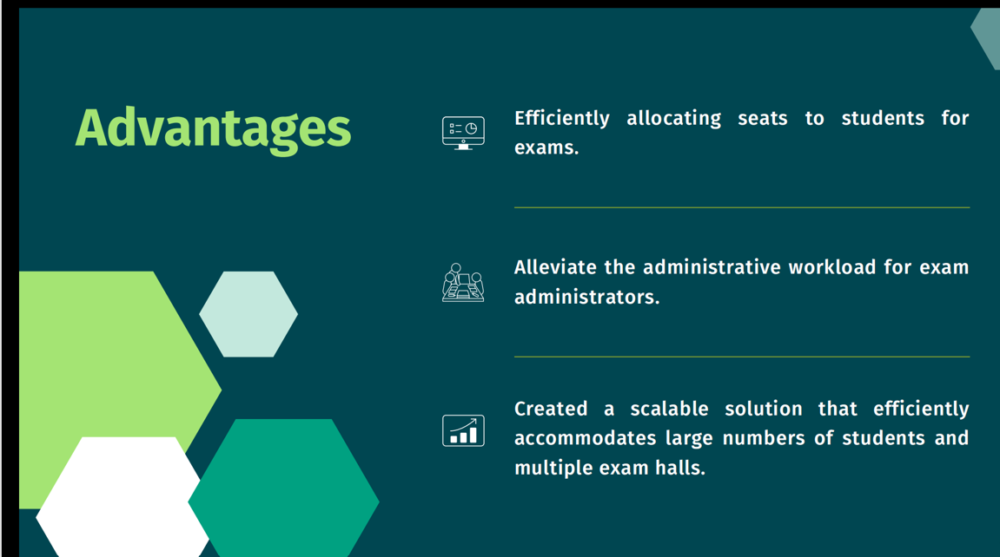 Advantages
Efficiently allocating seats to students for
exams.
Alleviate the administrative workload for exam
administrators.
Created a scalable solution that efficiently
accommodates large numbers of students and
multiple exam halls.